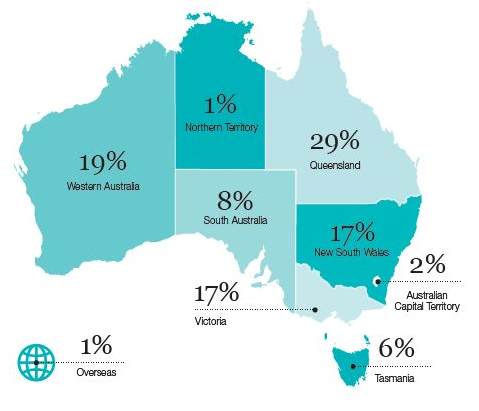 1%
Northern Territory
29%
Queensland
19%
Western Australia
8%
South Australia
17%
New South Wales
2%
Australian
Capital Territory
17%
Victoria
1%
Overseas
6%
Tasmania